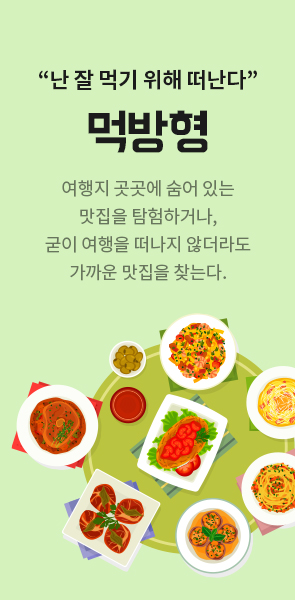 “난 잘 먹기 위해 떠난다”
먹방형
여행지 곳곳에 숨어 있는
맛집을 탐험하거나,
굳이 여행을 떠나지 않더라도
가까운 맛집을 찾는다.